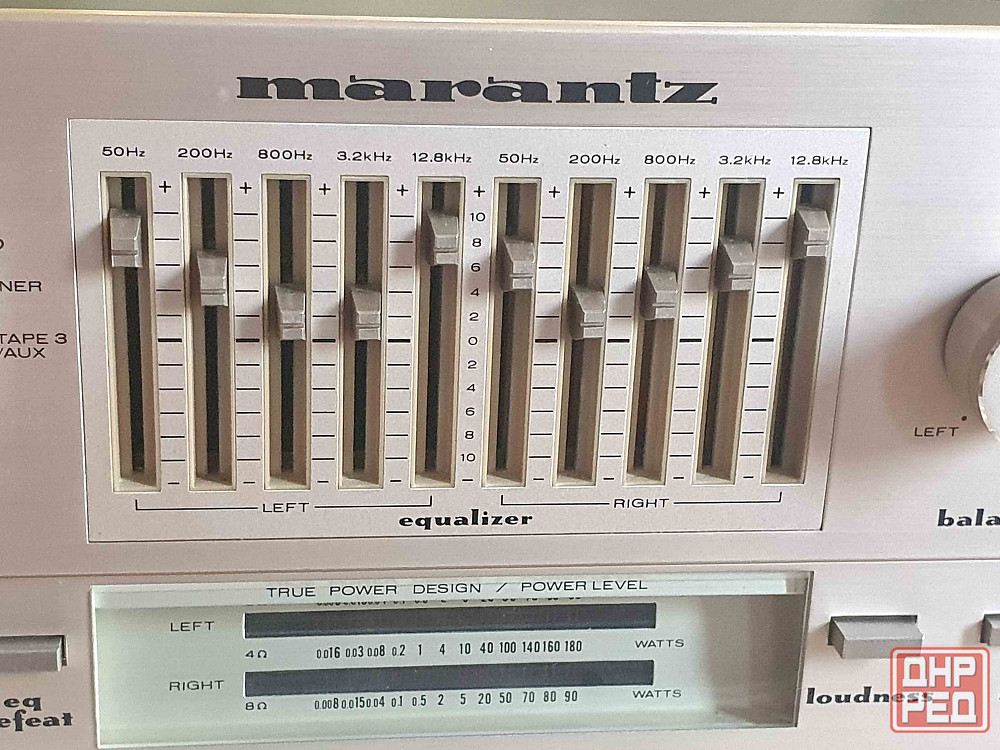 marantz
50Hz 200Hz 800Hz 3.2kHz 12.8kHz 50Hz 200Hz 800Hz 3.2kHz 12.8kHz
+ + + + + + + + +
10
8
6
4
2
0
2
4
6
8
10
- - - - - - - - -
NER
TAPE 3
/AUX
LEFT
LEFT RIGHT
equalizer
bala
TRUE POWER DESIGN / POWER LEVEL
LEFT
4Ω 0.016 0.03 0.08 0.2 1 4 10 40 100 140 160 180 WATTS
RIGHT
8Ω 0.008 0.015 0.04 0.1 0.5 2 5 20 50 70 80 90 WATTS
eq
efeat
loudness
ДНР
РЕД